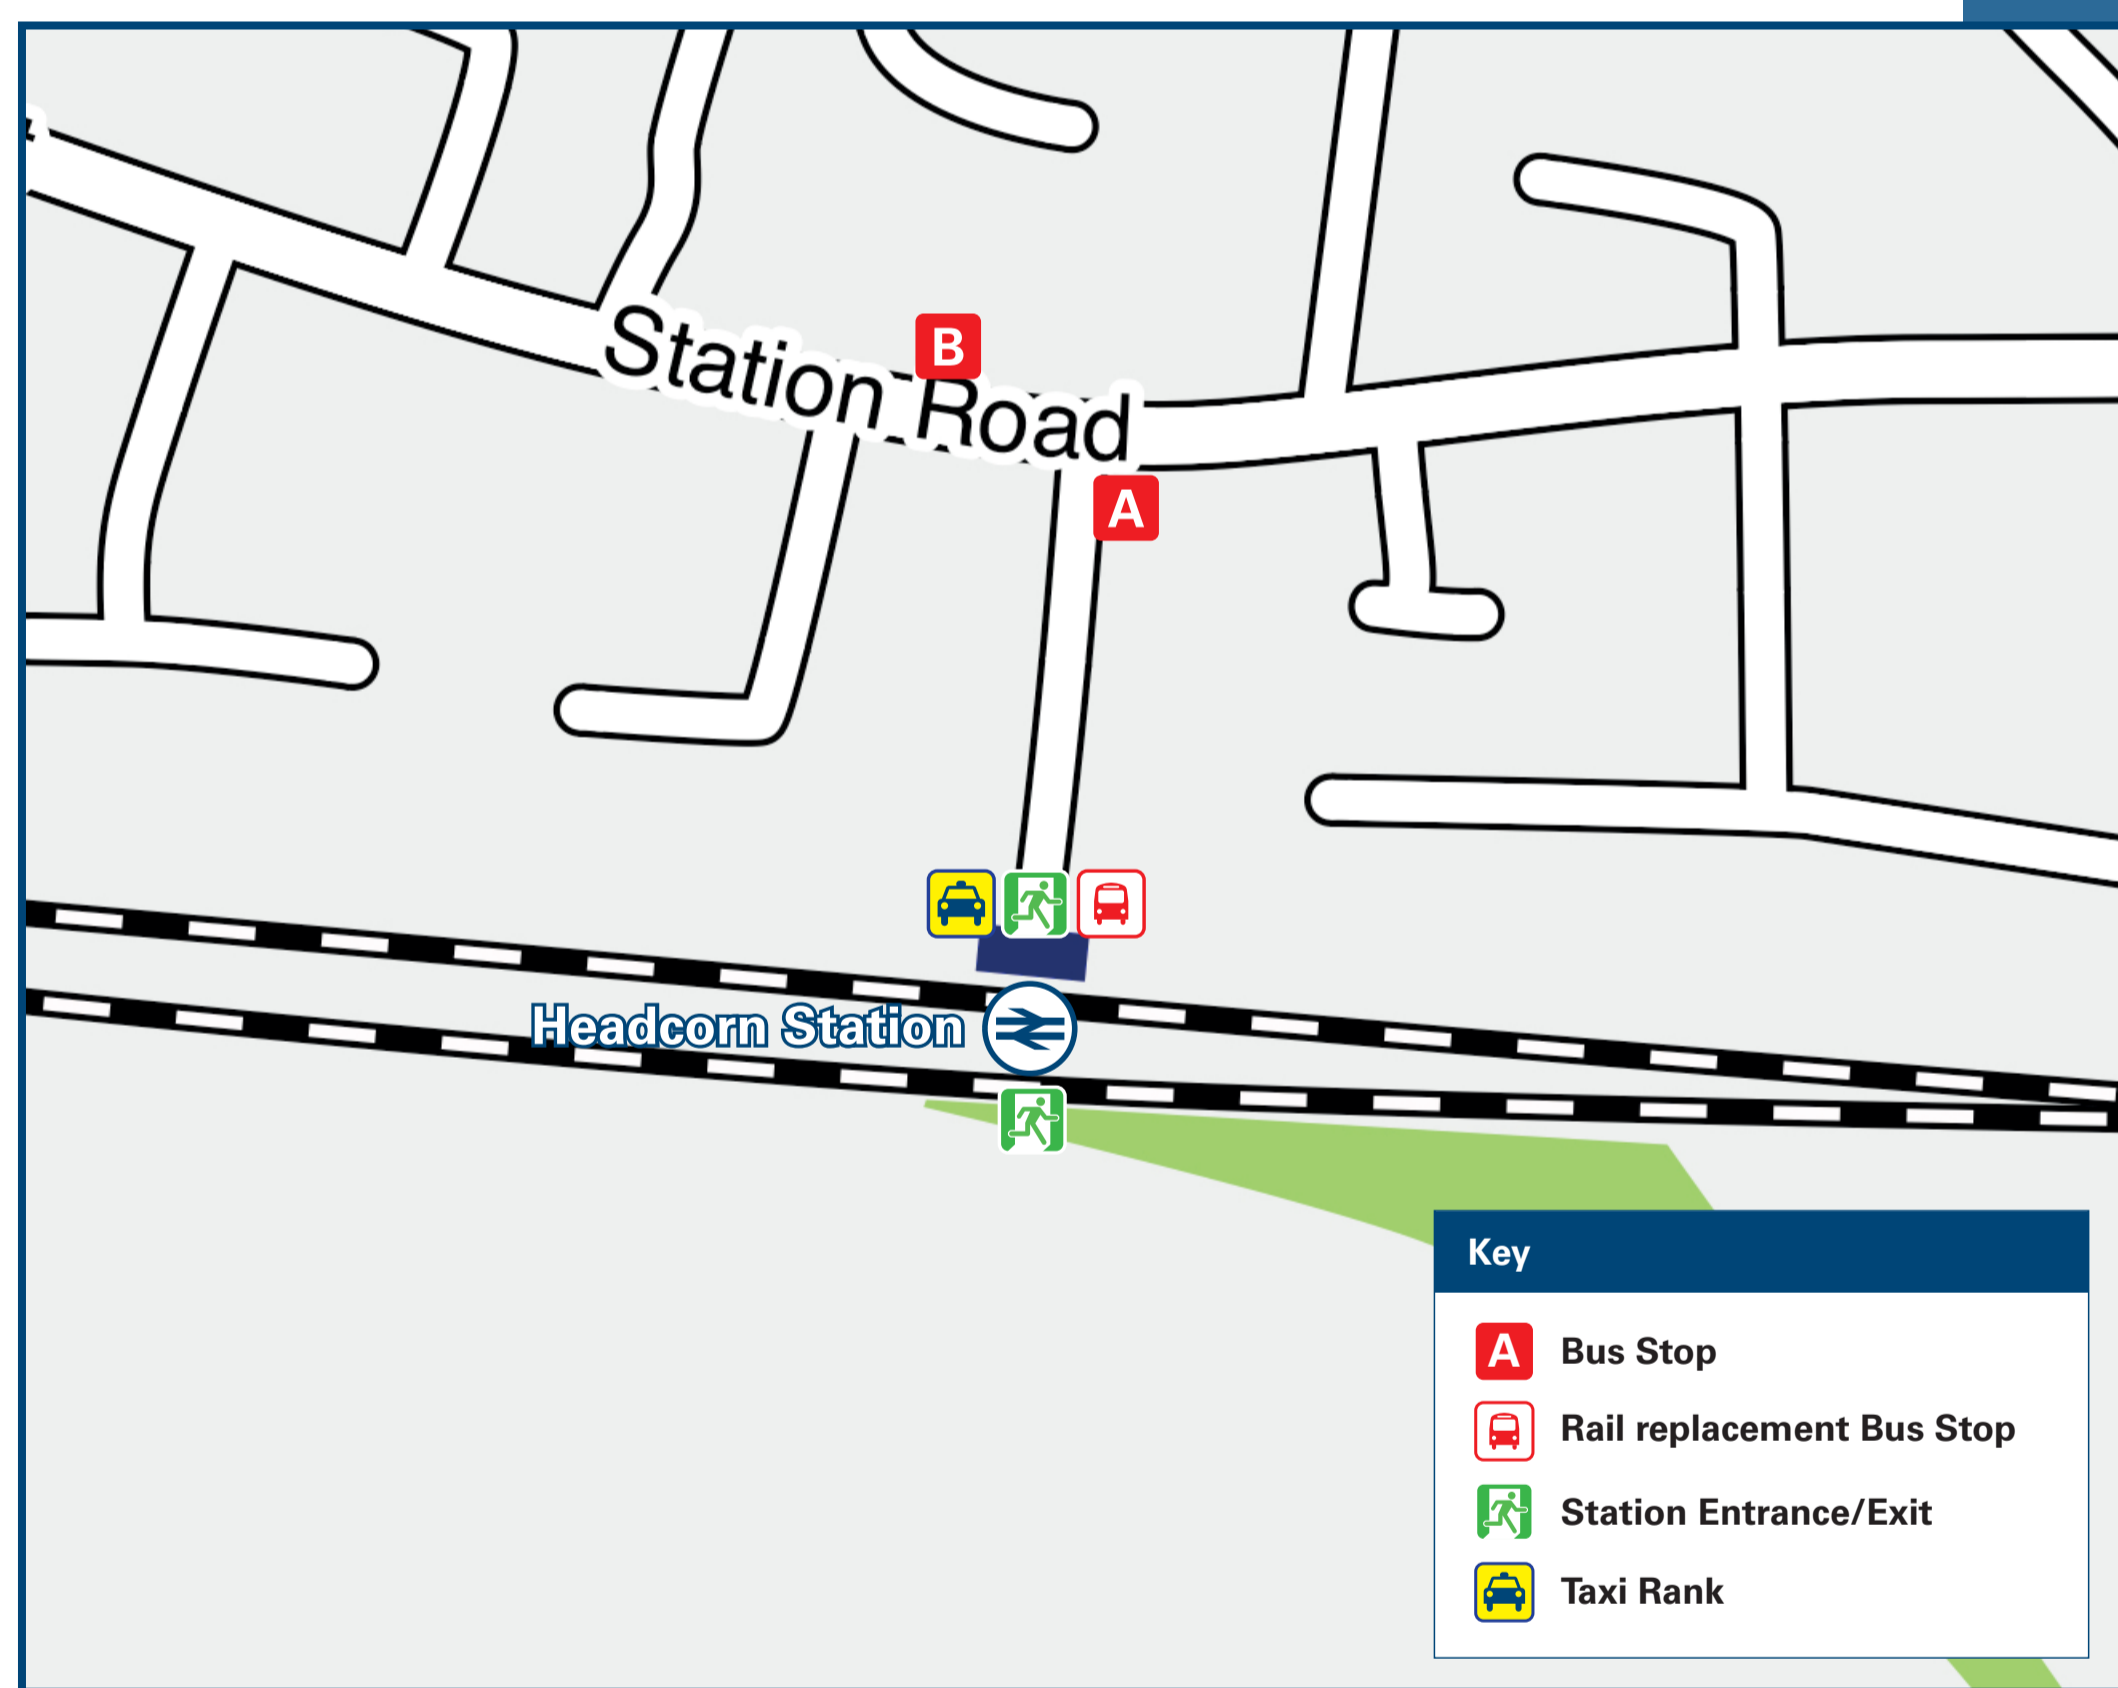 Station Road
B
A
Headcorn Station
Key
A Bus Stop
Rail replacement Bus Stop
Station Entrance/Exit
Taxi Rank